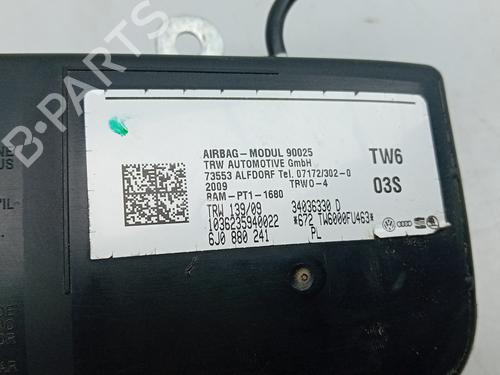 AIRBAG-MODUL 90025
TRW AUTOMOTIVE GmbH
73553 ALFDORF Tel. 07172/302-0
2009 TRWO-4
BAM-PT1-1680
TRW 139/09 34036330 D
1036235940022 *672 TW6000FU463*
6J0 880 241 PL
TW6
03S
B-PARTS